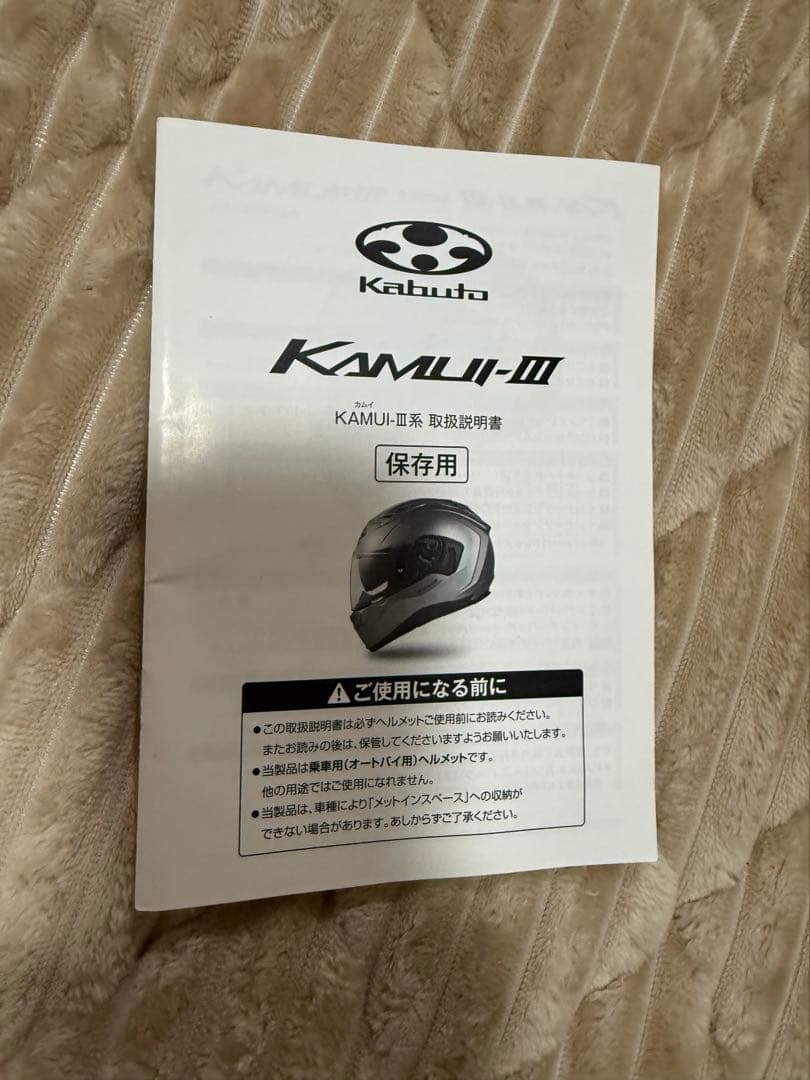 Kabuto
KAMUI-III
カムイ
KAMUI-Ⅲ系 取扱説明書
保存用
ご使用になる前に
●この取扱説明書は必ずヘルメットご使用前にお読みください。
またお読みの後は、保管してくださいますようお願いいたします。
●当製品は乗車用(オートバイ用)ヘルメットです。
他の用途ではご使用になれません。
●当製品は、車種により「メットインスペース」への収納が
できない場合があります。あしからずご了承ください。